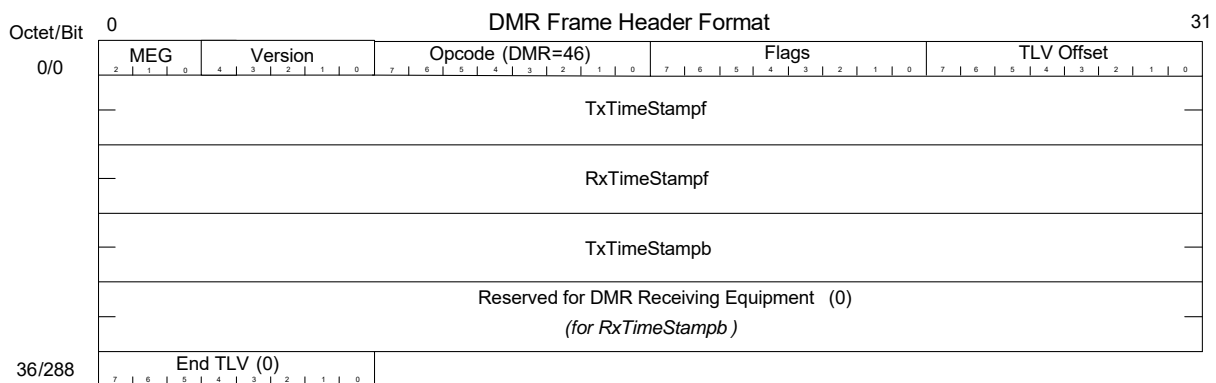 DMR Frame Header Format
Octet/Bit 0 31
MEG Version Opcode (DMR=46) Flags TLV Offset
0/0 2 1 0 4 3 2 1 0 7 6 5 4 3 2 1 0 7 6 5 4 3 2 1 0 7 6 5 4 3 2 1 0
TxTimeStampf
RxTimeStampf
TxTimeStampb
Reserved for DMR Receiving Equipment (0)
(for RxTimeStampb )
36/288 End TLV (0)
7 6 5 4 3 2 1 0